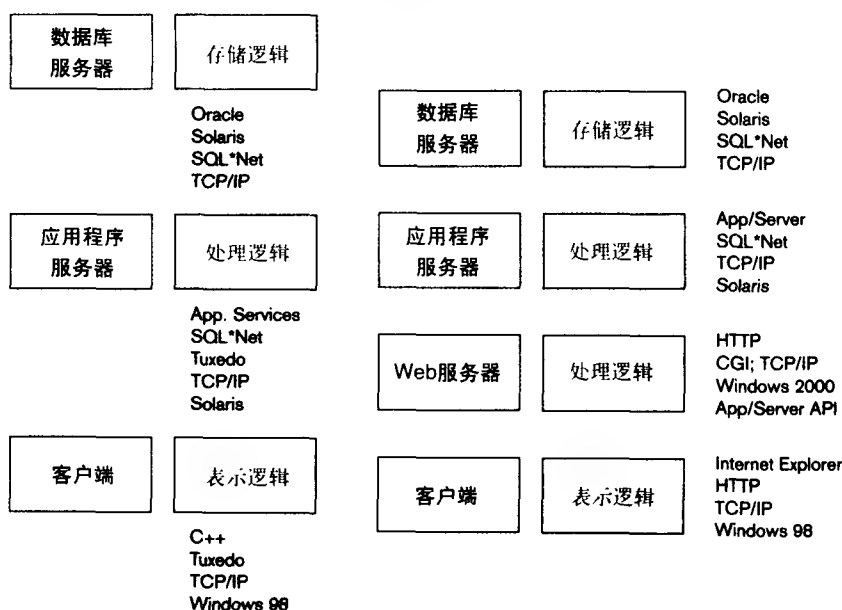 数据库
服务器
存储逻辑
Oracle
Solaris
SQL*Net
TCP/IP
应用程序
服务器
处理逻辑
App. Services
SQL*Net
Tuxedo
TCP/IP
Solaris
客户端
表示逻辑
C++
Tuxedo
TCP/IP
Windows 98
数据库
服务器
存储逻辑
Oracle
Solaris
SQL*Net
TCP/IP
应用程序
服务器
处理逻辑
App/Server
SQL*Net
TCP/IP
Solaris
Web服务器
处理逻辑
HTTP
CGI; TCP/IP
Windows 2000
App/Server API
客户端
表示逻辑
Internet Explorer
HTTP
TCP/IP
Windows 98